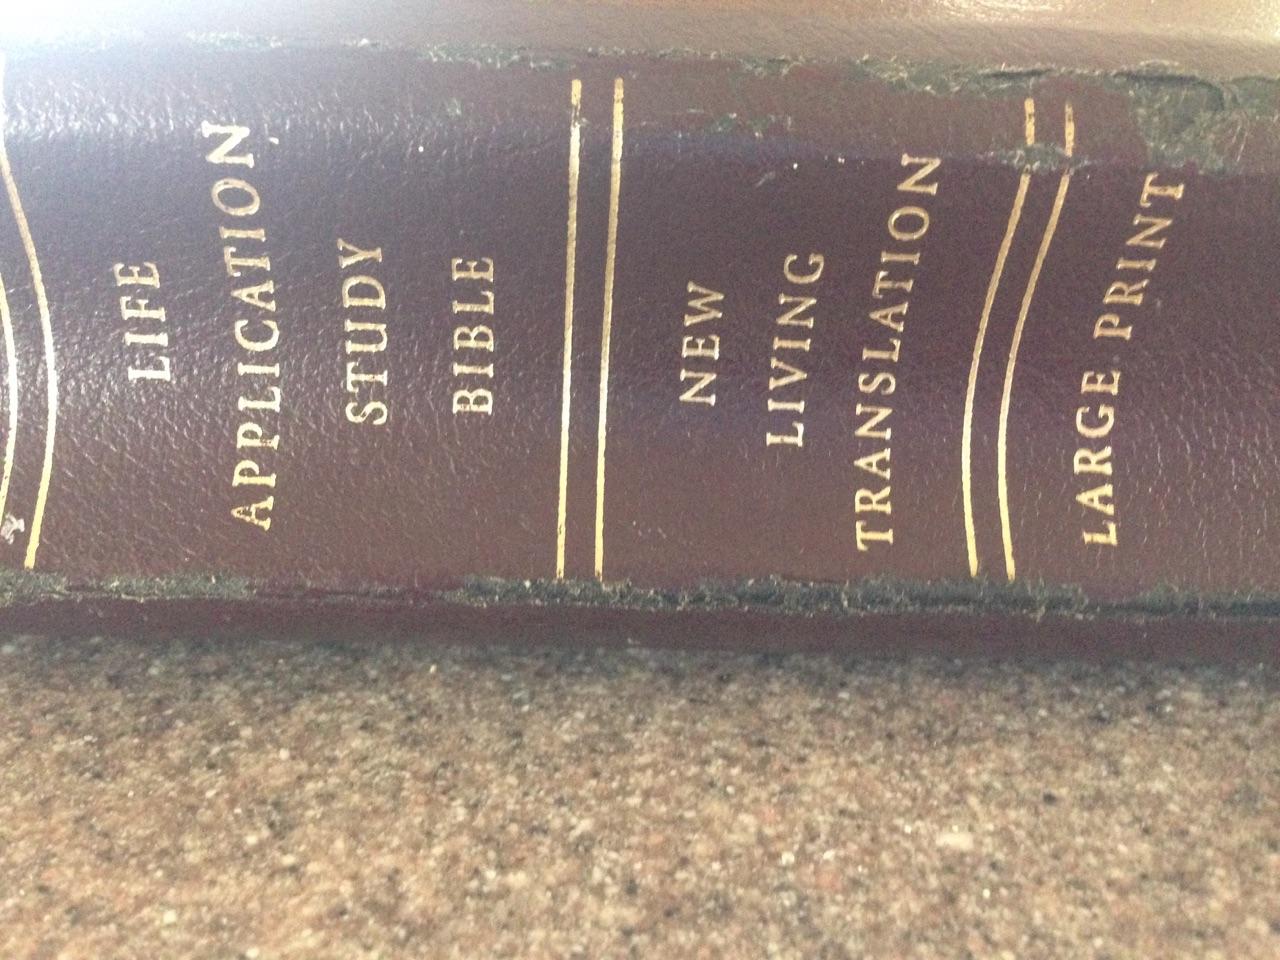 LIFE
APPLICATION
STUDY
BIBLE
NEW
LIVING
TRANSLATION
LARGE PRINT